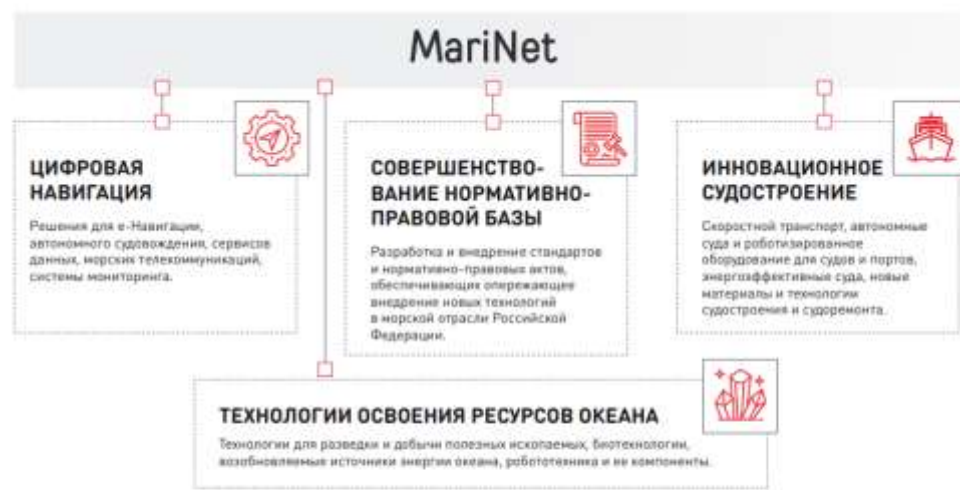 MariNet
ЦИФРОВАЯ
НАВИГАЦИЯ
Решения для е-Навигации,
автономного судовождения, сервисов
данных, морских телекоммуникаций,
системы мониторинга.
СОВЕРШЕНСТВО-
ВАНИЕ НОРМАТИВНО-
ПРАВОВОЙ БАЗЫ
Разработка и внедрение стандартов
и нормативно-правовых актов,
обеспечивающих опережающее
внедрение новых технологий
в морской отрасли Российской
Федерации.
ИННОВАЦИОННОЕ
СУДОСТРОЕНИЕ
Скоростной транспорт, автономные
суда и роботизированное
оборудование для судов и портов,
энергоэффективные суда, новые
материалы и технологии
судостроения и судоремонта.
ТЕХНОЛОГИИ ОСВОЕНИЯ РЕСУРСОВ ОКЕАНА
Технологии для разведки и добычи полезных ископаемых, биотехнологии,
возобновляемые источники энергии океана, робототехника и ее компоненты.